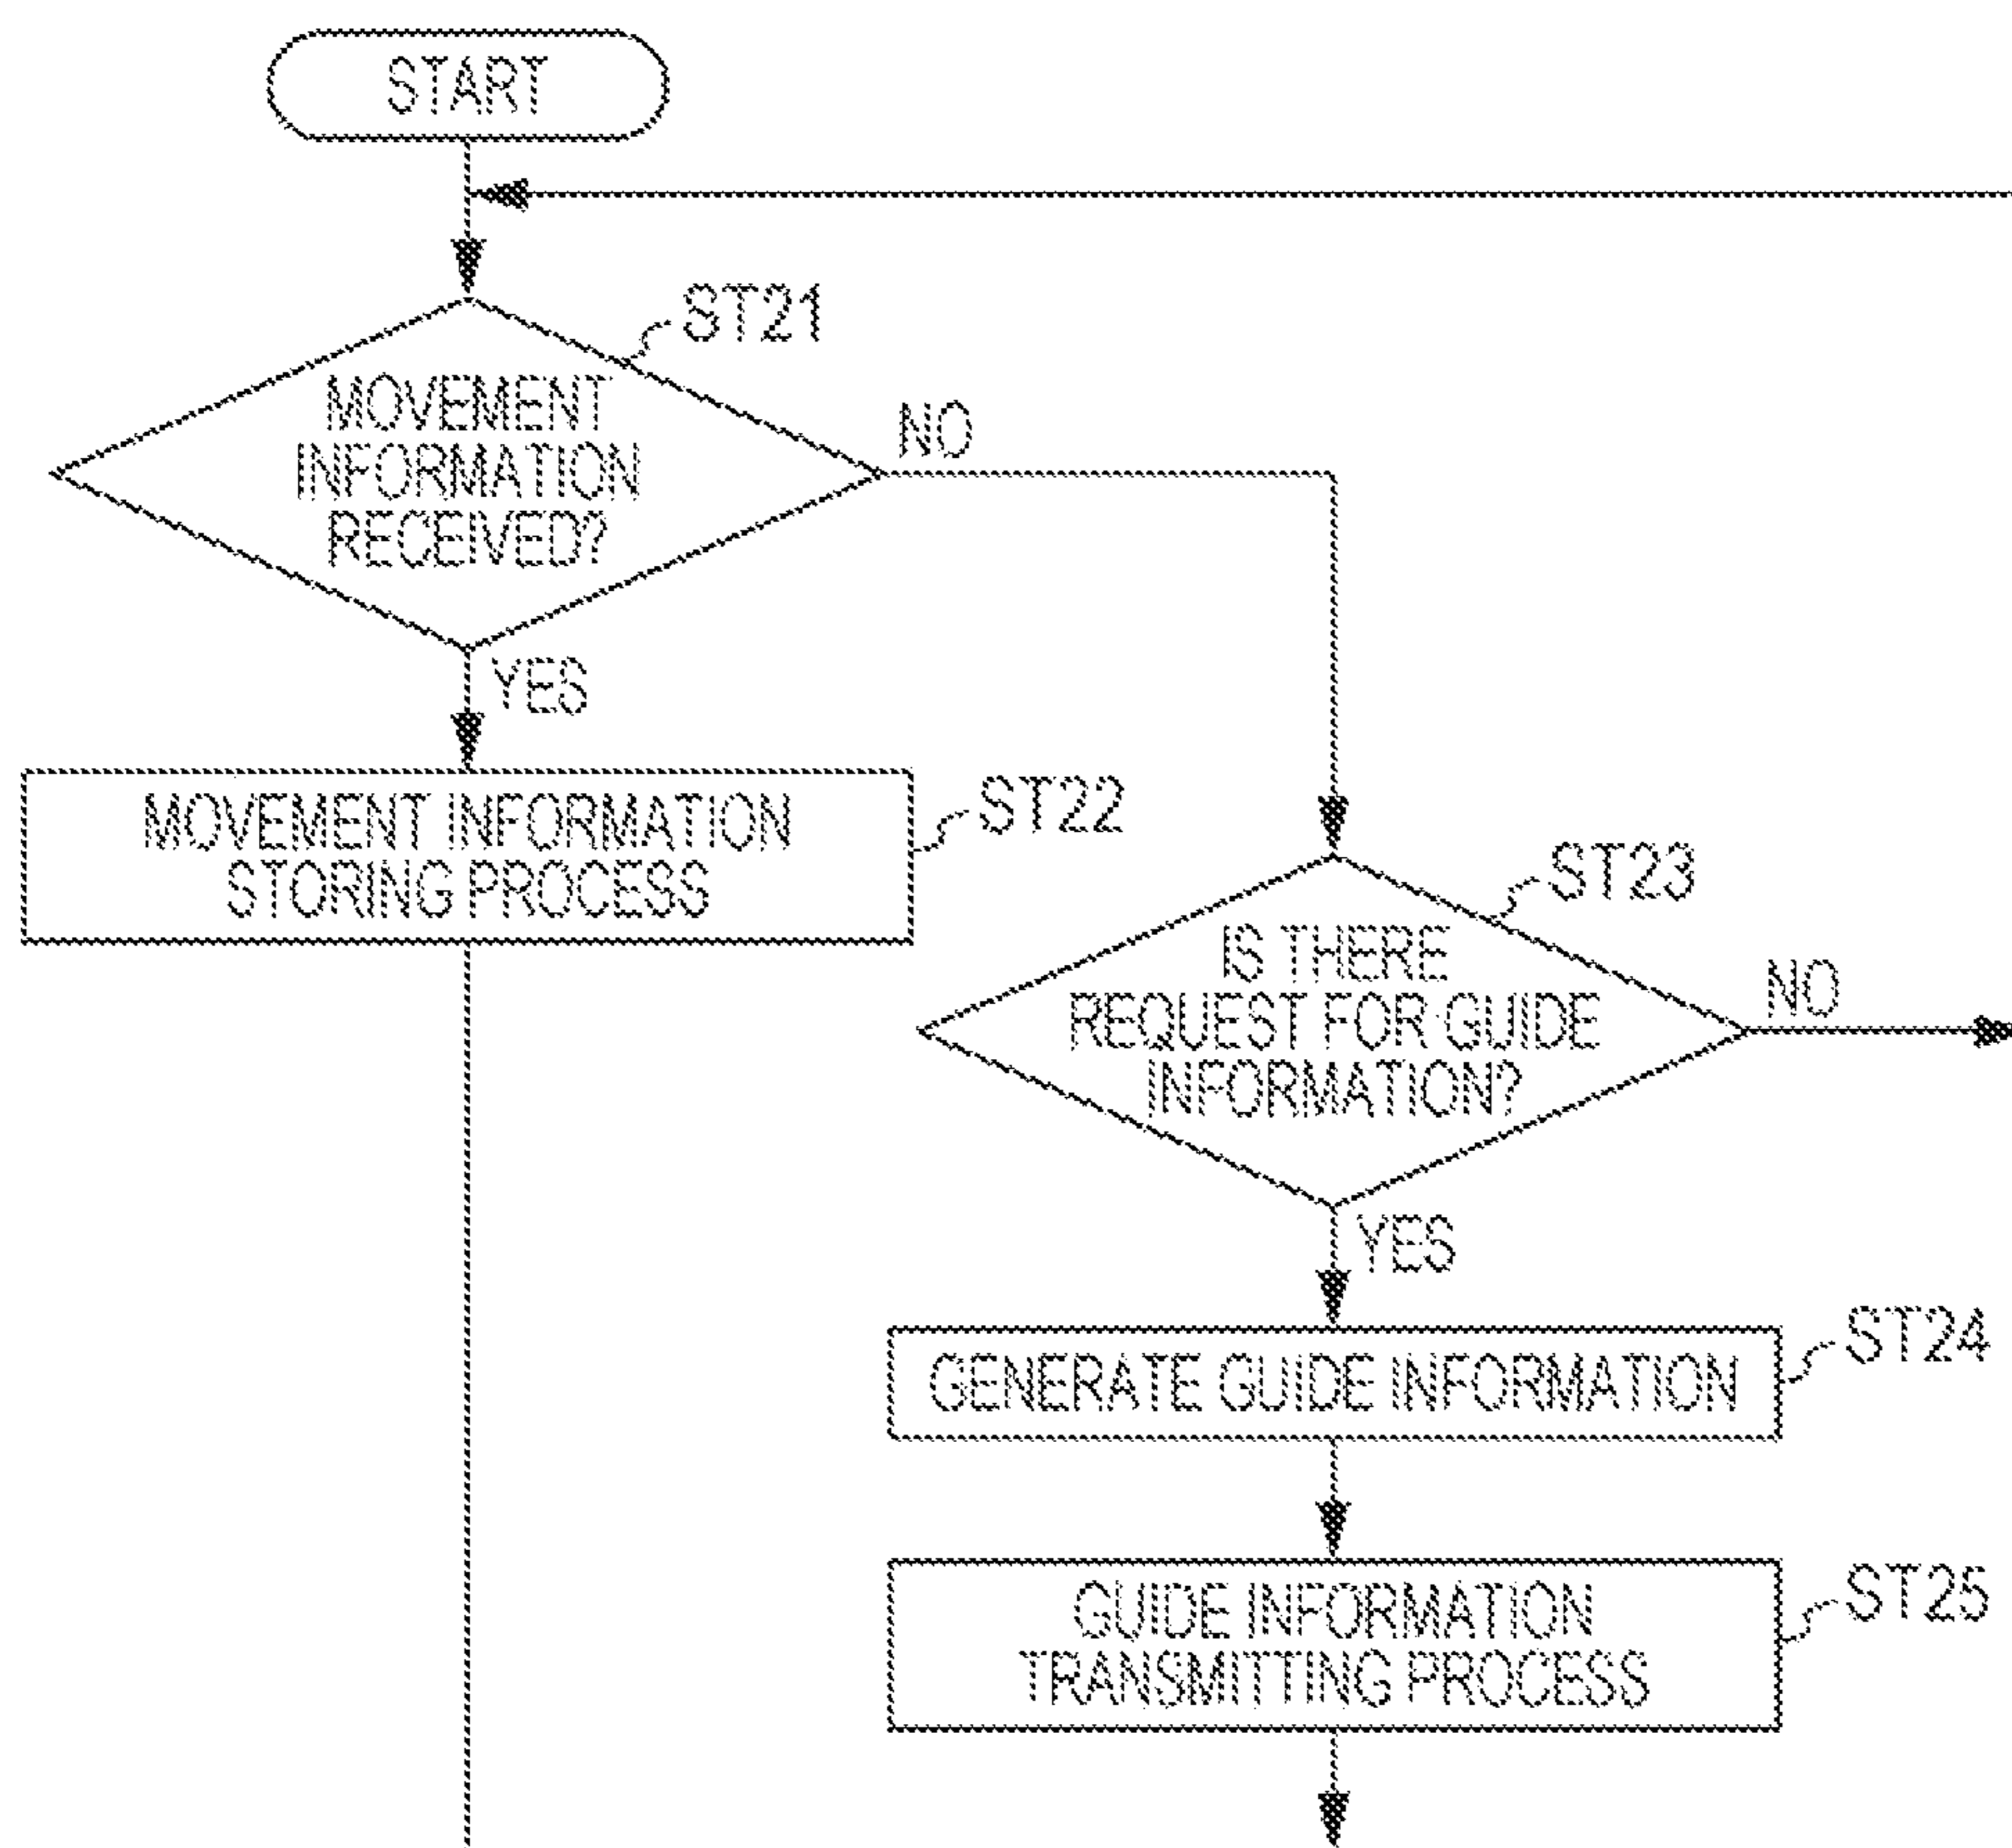 START
ST21
MOVEMENT
INFORMATION
RECEIVED?
NO
YES
MOVEMENT INFORMATION
STORING PROCESS
ST22
ST23
IS THERE
REQUEST FOR GUIDE
INFORMATION?
NO
YES
GENERATE GUIDE INFORMATION
ST24
GUIDE INFORMATION
TRANSMITTING PROCESS
ST25